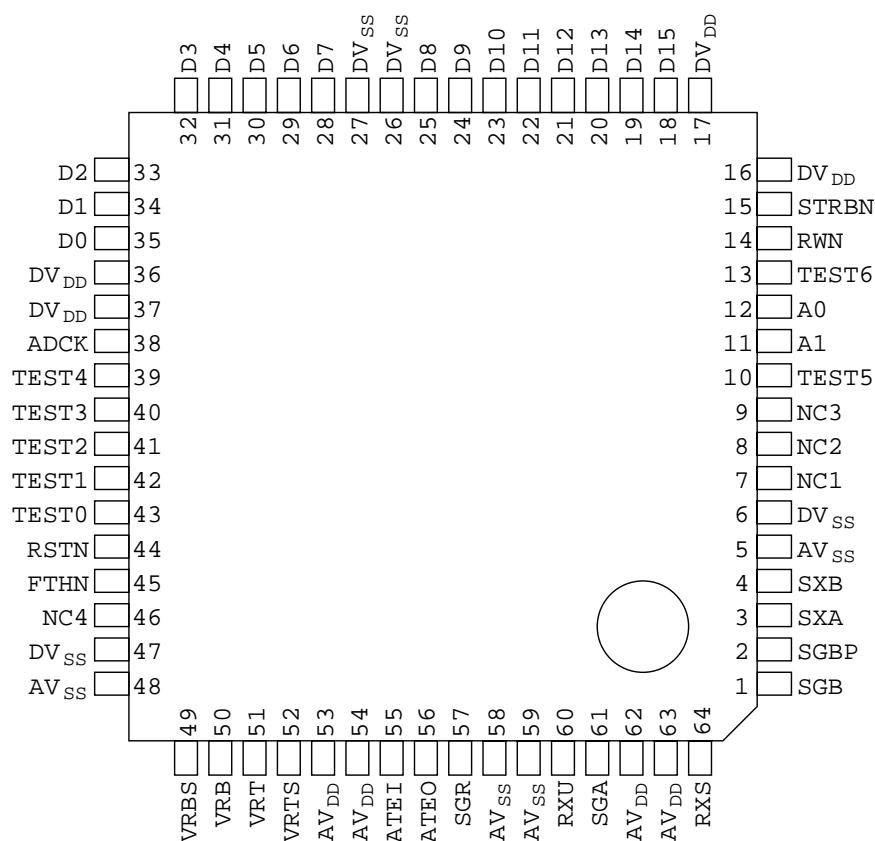 D3 D4 D5 D6 D7 DVSS DVSS D8 D9 D10 D11 D12 D13 D14 D15 DVDD
32 31 30 29 28 27 26 25 24 23 22 21 20 19 18 17
D2 33 16 DVDD
D1 34 15 STRBN
D0 35 14 RWN
DVDD 36 13 TEST6
DVDD 37 12 A0
ADCK 38 11 A1
TEST4 39 10 TEST5
TEST3 40 9 NC3
TEST2 41 8 NC2
TEST1 42 7 NC1
TEST0 43 6 DVSS
RSTN 44 5 AVSS
FTHN 45 4 SXB
NC4 46 3 SXA
DVSS 47 2 SGBP
AVSS 48 1 SGB
49 50 51 52 53 54 55 56 57 58 59 60 61 62 63 64
VRBS VRB VRT VRTS AVDD AVDD ATEI ATEO SGR AVSS AVSS RXU SGA AVDD AVDD RXS